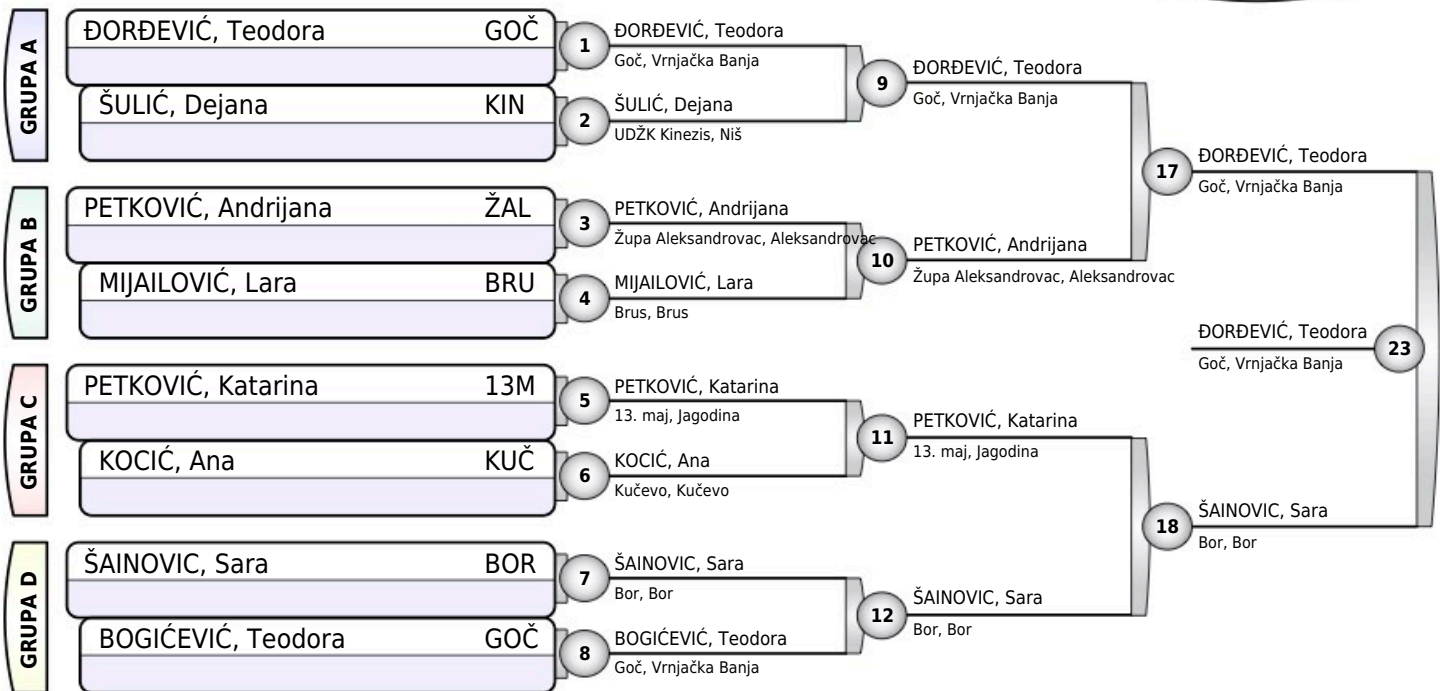 GRUPA A
ĐORĐEVIĆ, Teodora GOČ
ŠULIĆ, Dejana KIN
GRUPA B
PETKOVIĆ, Andrijana ŽAL
MIJAILOVIĆ, Lara BRU
GRUPA C
PETKOVIĆ, Katarina 13M
KOCIĆ, Ana KUČ
GRUPA D
ŠAINOVIC, Sara BOR
BOGIĆEVIĆ, Teodora GOČ
1
ĐORĐEVIĆ, Teodora
Goč, Vrnjačka Banja
2
ŠULIĆ, Dejana
UDŽK Kinezis, Niš
3
PETKOVIĆ, Andrijana
Župa Aleksandrovac, Aleksandrovac
4
MIJAILOVIĆ, Lara
Brus, Brus
5
PETKOVIĆ, Katarina
13. maj, Jagodina
6
KOCIĆ, Ana
Kučevo, Kučevo
7
ŠAINOVIC, Sara
Bor, Bor
8
BOGIĆEVIĆ, Teodora
Goč, Vrnjačka Banja
9
ĐORĐEVIĆ, Teodora
Goč, Vrnjačka Banja
10
PETKOVIĆ, Andrijana
Župa Aleksandrovac, Aleksandrovac
11
PETKOVIĆ, Katarina
13. maj, Jagodina
12
ŠAINOVIC, Sara
Bor, Bor
17
ĐORĐEVIĆ, Teodora
Goč, Vrnjačka Banja
18
ŠAINOVIC, Sara
Bor, Bor
ĐORĐEVIĆ, Teodora
Goč, Vrnjačka Banja
23